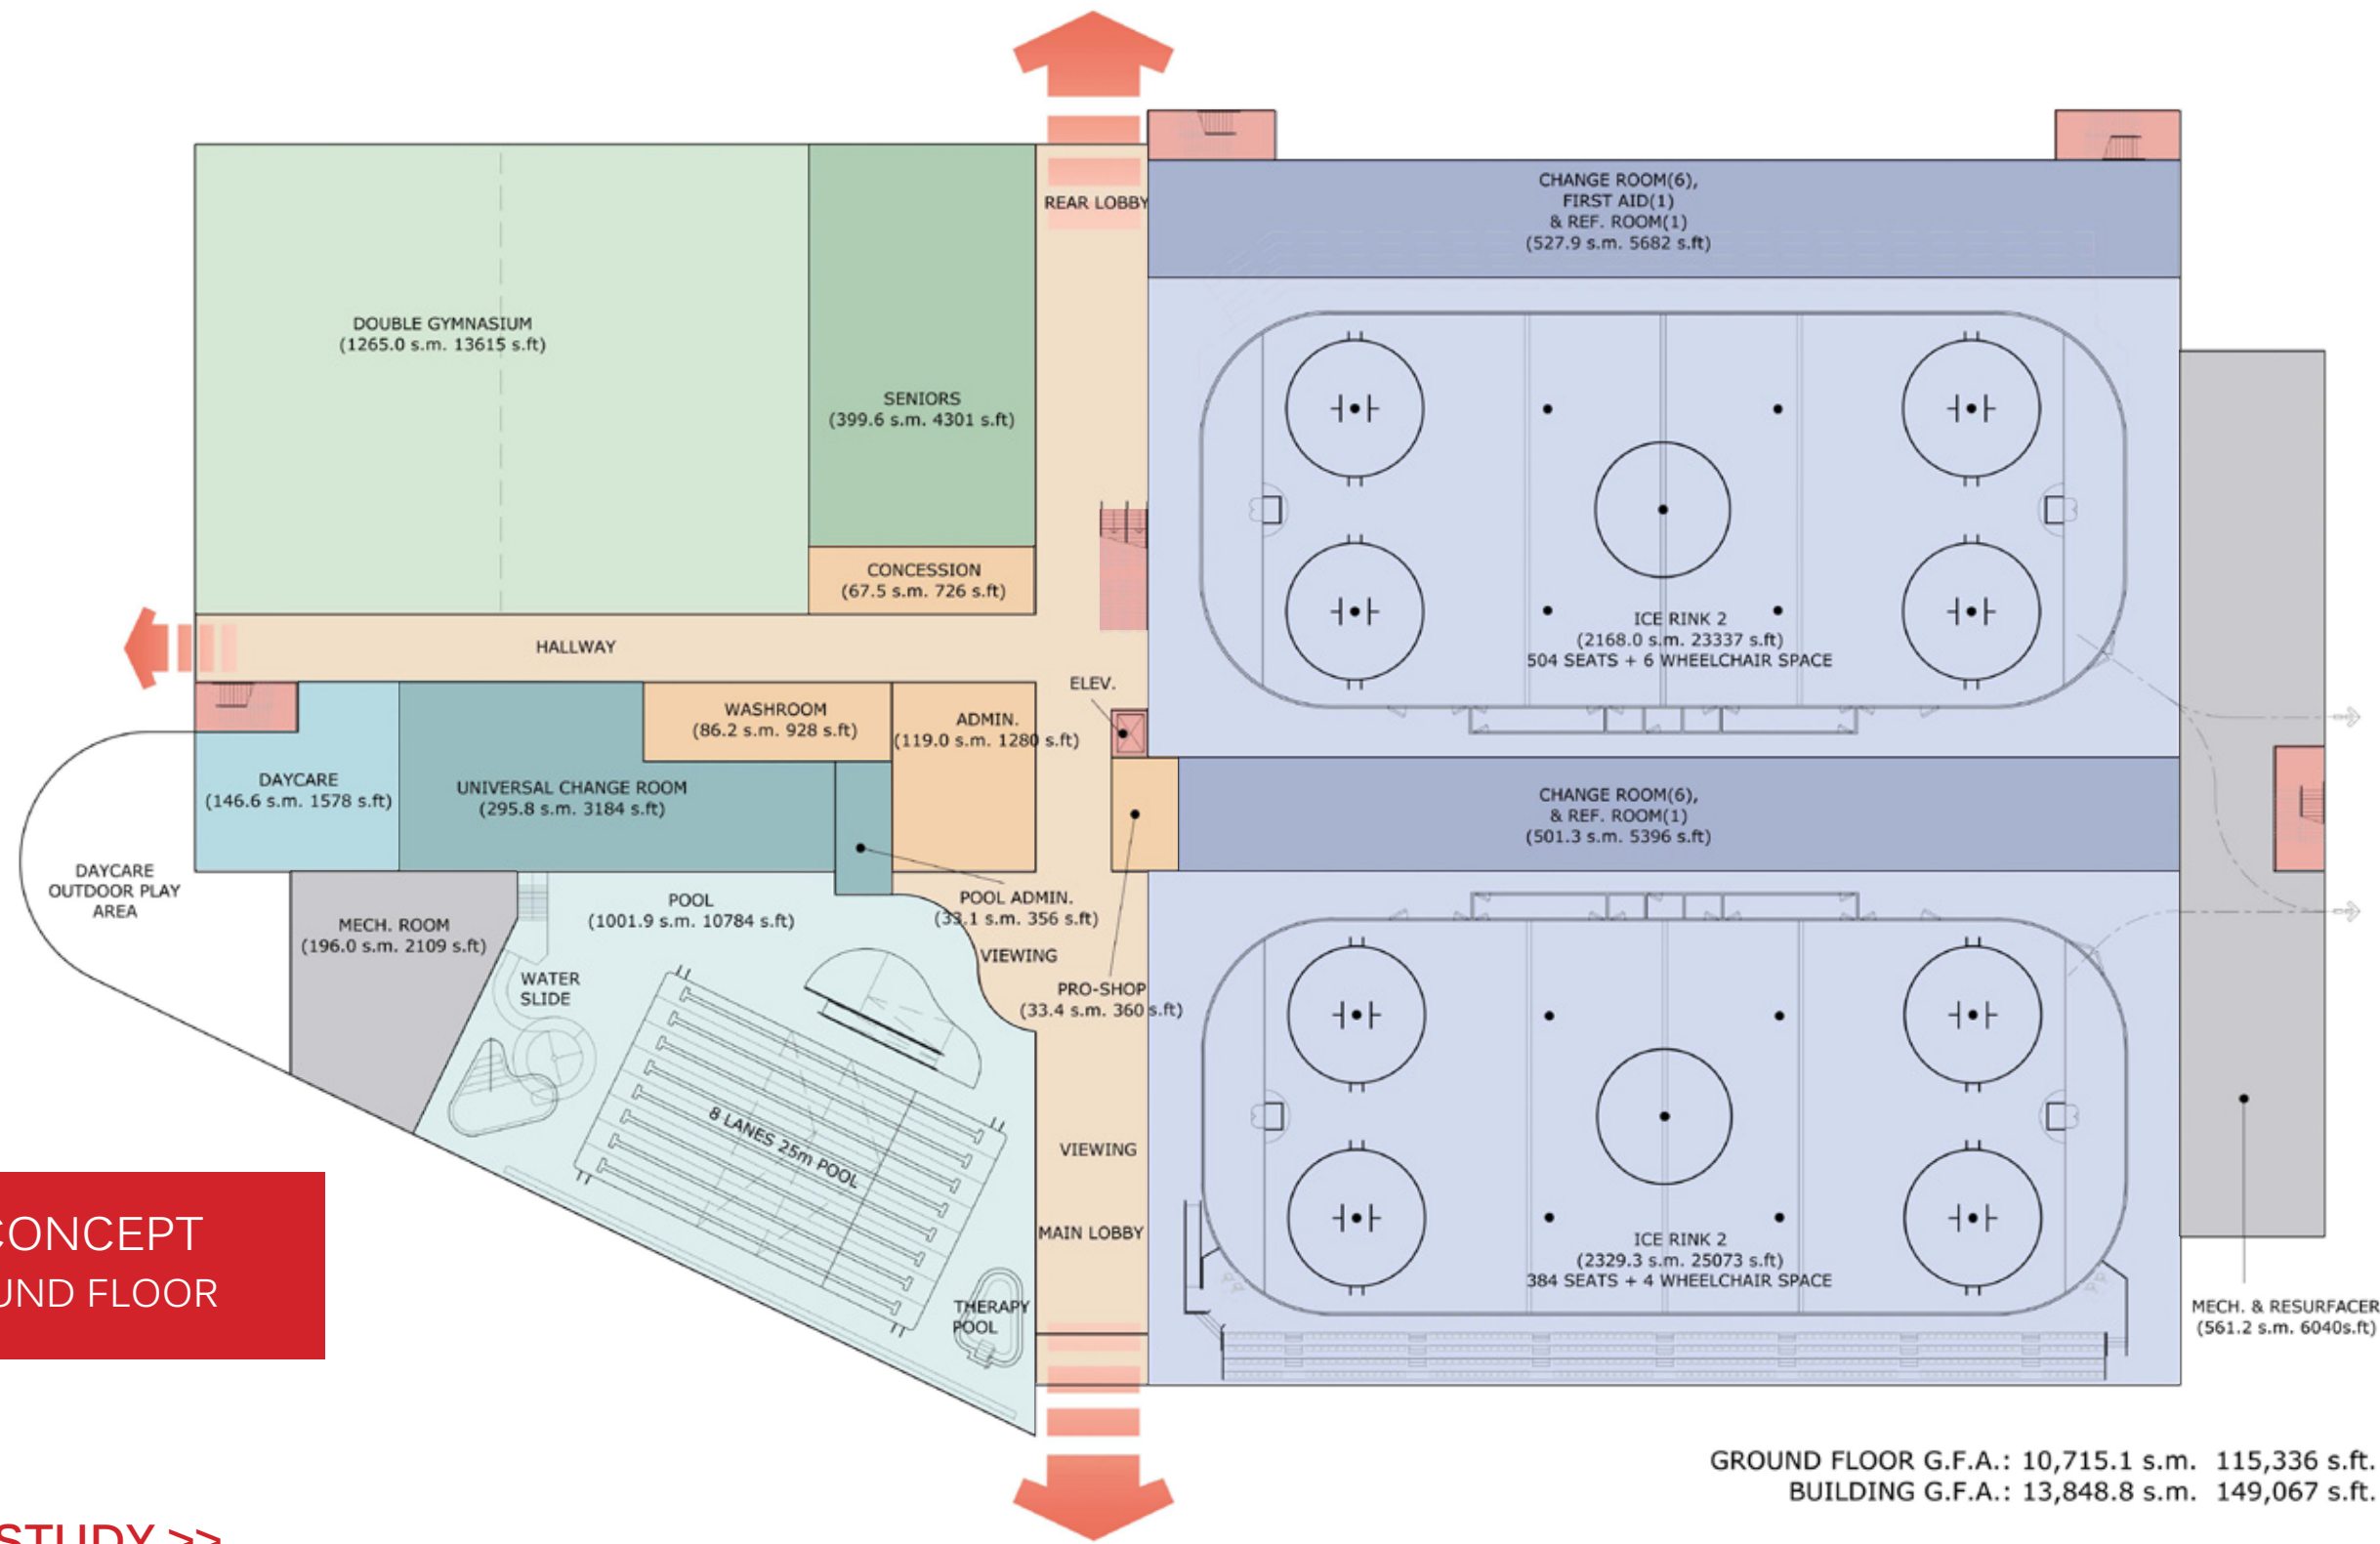 REAR LOBBY
CHANGE ROOM(6),
FIRST AID(1)
& REF. ROOM(1)
(527.9 s.m. 5682 s.ft)
DOUBLE GYMNASIUM
(1265.0 s.m. 13615 s.ft)
SENIORS
(399.6 s.m. 4301 s.ft)
CONCESSION
(67.5 s.m. 726 s.ft)
ICE RINK 2
(2168.0 s.m. 23337 s.ft)
504 SEATS + 6 WHEELCHAIR SPACE
HALLWAY
ELEV.
WASHROOM
(86.2 s.m. 928 s.ft)
ADMIN.
(119.0 s.m. 1280 s.ft)
DAYCARE
(146.6 s.m. 1578 s.ft)
UNIVERSAL CHANGE ROOM
(295.8 s.m. 3184 s.ft)
CHANGE ROOM(6),
& REF. ROOM(1)
(501.3 s.m. 5396 s.ft)
DAYCARE
OUTDOOR PLAY
AREA
MECH. ROOM
(196.0 s.m. 2109 s.ft)
POOL
(1001.9 s.m. 10784 s.ft)
POOL ADMIN.
(33.1 s.m. 356 s.ft)
VIEWING
WATER
SLIDE
PRO-SHOP
(33.4 s.m. 360 s.ft)
8 LANES 25m POOL
VIEWING
MAIN LOBBY
ICE RINK 2
(2329.3 s.m. 25073 s.ft)
384 SEATS + 4 WHEELCHAIR SPACE
THERAPY
POOL
MECH. & RESURFACER
(561.2 s.m. 6040s.ft)
CONCEPT
UND FLOOR
GROUND FLOOR G.F.A.: 10,715.1 s.m. 115,336 s.ft.
BUILDING G.F.A.: 13,848.8 s.m. 149,067 s.ft.
STUDY >>